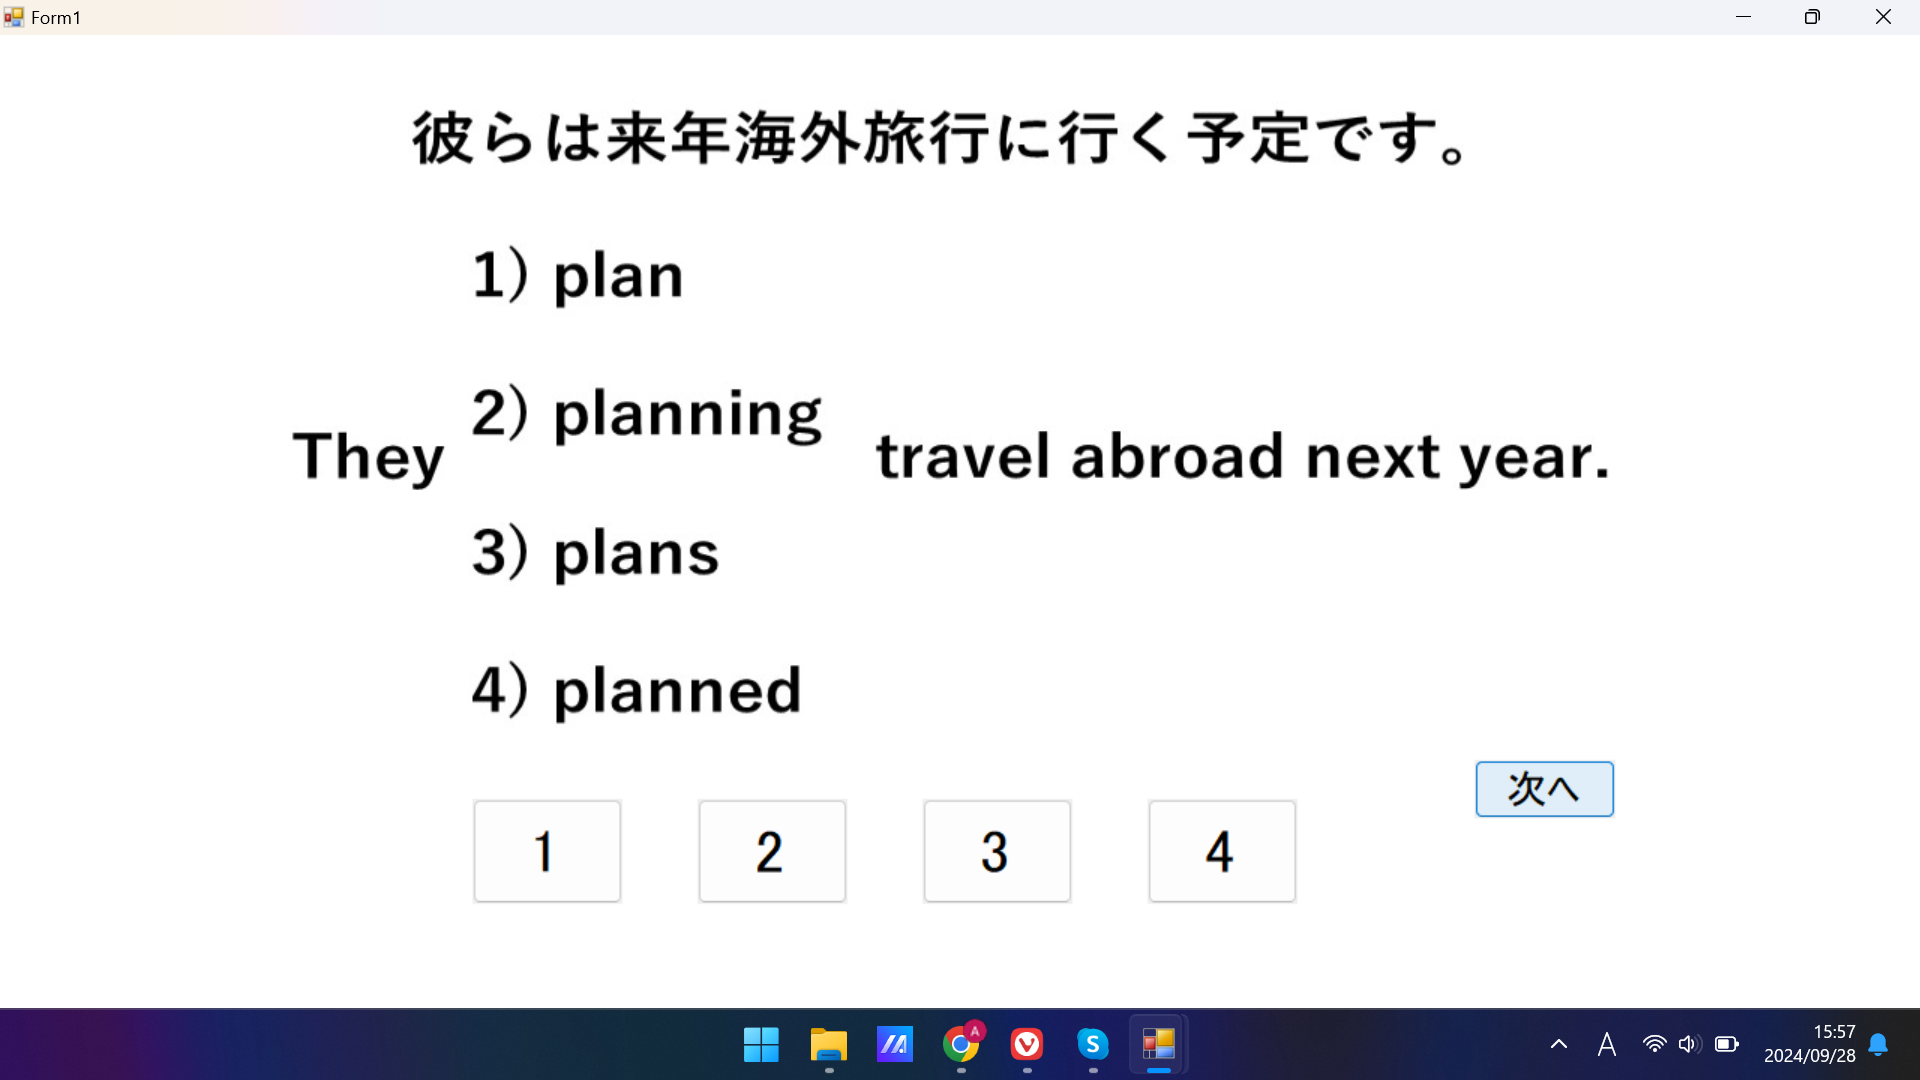 Form1
彼らは来年海外旅行に行く予定です。
1) plan
2) planning
They travel abroad next year.
3) plans
4) planned
次へ
1 2 3 4
A
S
A
15:57
2024/09/28